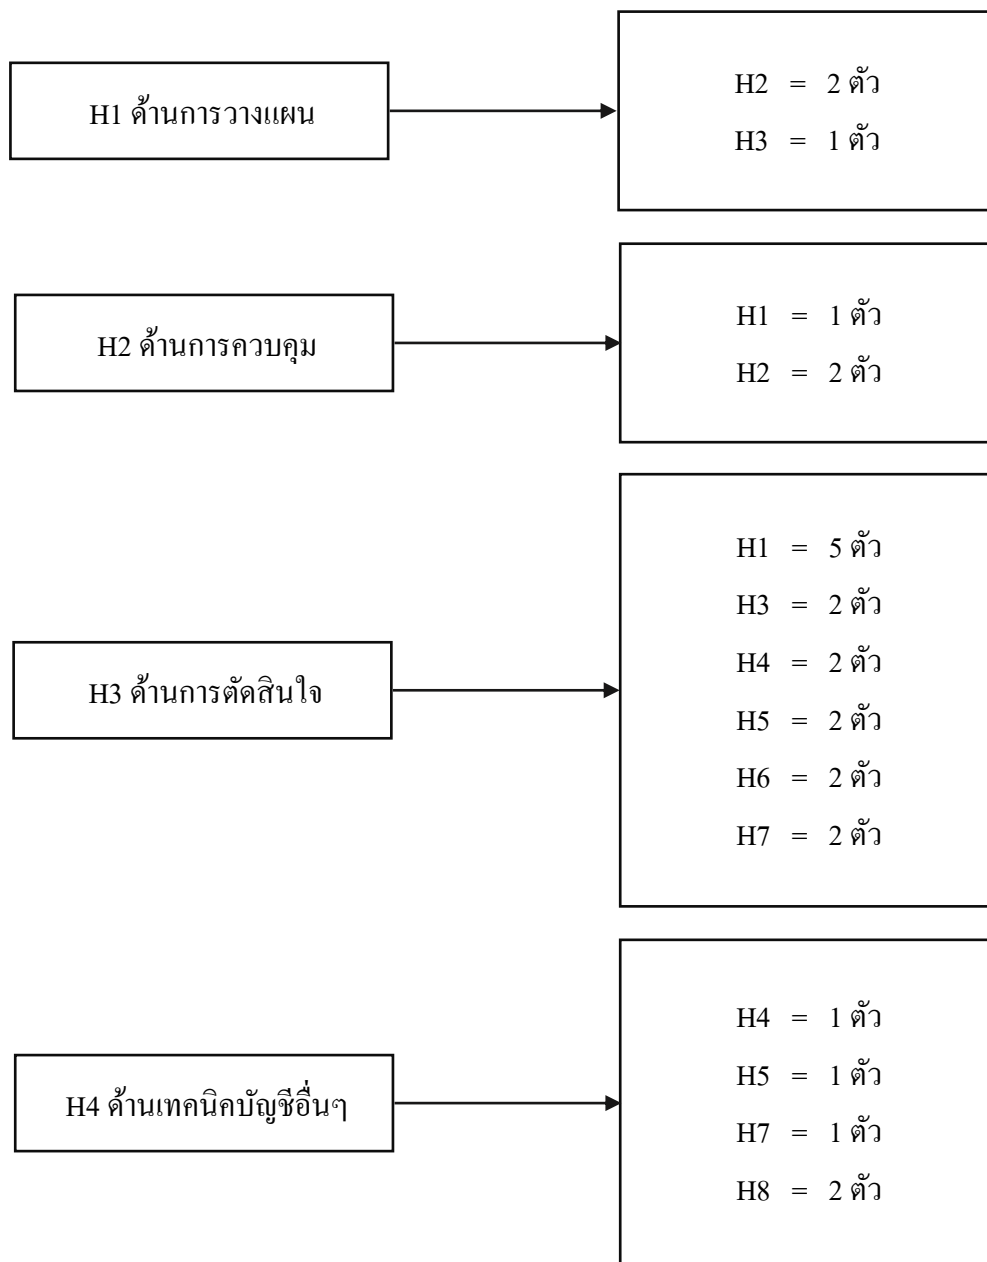 H1 ด้านการวางแผน
H2 = 2 ตัว
H3 = 1 ตัว
H2 ด้านการควบคุม
H1 = 1 ตัว
H2 = 2 ตัว
H3 ด้านการตัดสินใจ
H1 = 5 ตัว
H3 = 2 ตัว
H4 = 2 ตัว
H5 = 2 ตัว
H6 = 2 ตัว
H7 = 2 ตัว
H4 ด้านเทคนิคบัญชีอื่นๆ
H4 = 1 ตัว
H5 = 1 ตัว
H7 = 1 ตัว
H8 = 2 ตัว